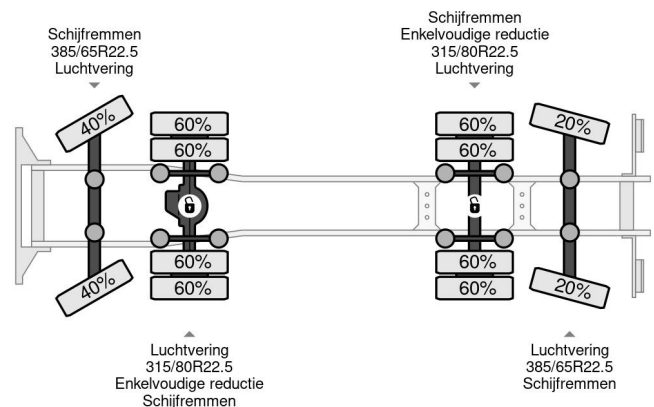 Schijfremmen
385/65R22.5
Luchtvering
Schijfremmen
Enkelvoudige reductie
315/80R22.5
Luchtvering
40%
60%
60%
60%
60%
20%
40%
60%
60%
60%
60%
20%
Luchtvering
315/80R22.5
Enkelvoudige reductie
Schijfremmen
Luchtvering
385/65R22.5
Schijfremmen